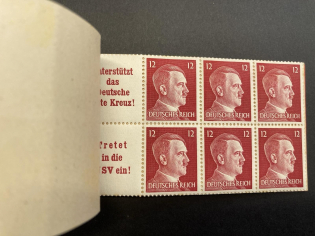 nterstützt
das
Deutsche
te Kreuz!
12 12
12 12
12 12
DEUTSCHES REICH
DEUTSCHES REICH
DEUTSCHES REICH
Tretet
in die
SV ein!
12 12
12 12
12 12
DEUTSCHES REICH
DEUTSCHES REICH
DEUTSCHES REICH